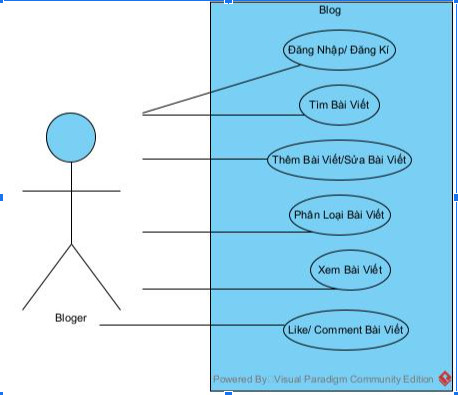 Blog
Đăng Nhập/ Đăng Kí
Tìm Bài Viết
Thêm Bài Viết/Sửa Bài Viết
Phân Loại Bài Viết
Xem Bài Viết
Bloger
Like/ Comment Bài Viết
Powered By: Visual Paradigm Community Edition